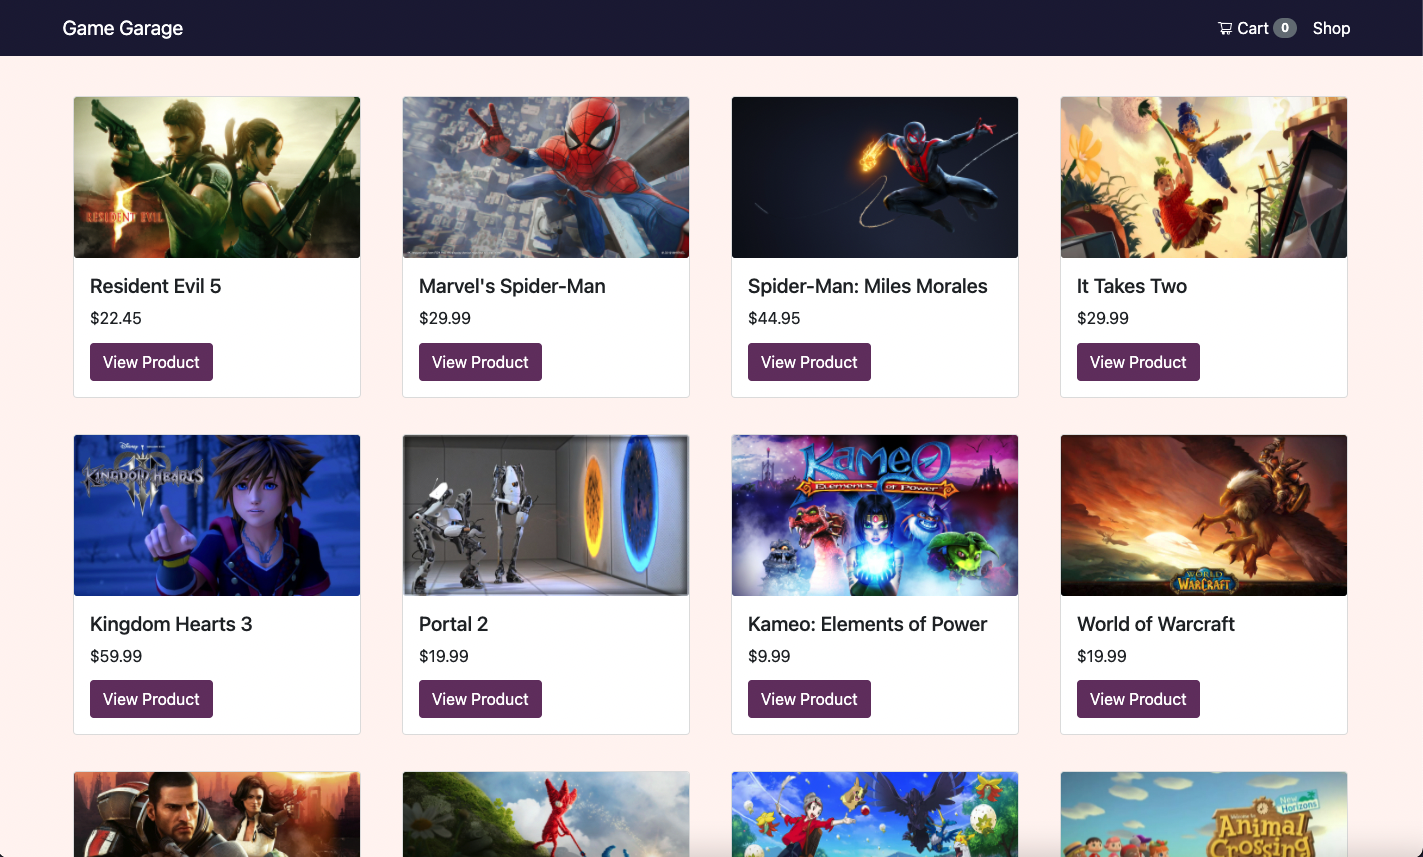 Game Garage
Cart 0 Shop
RESIDENT EVIL
5
Resident Evil 5
$22.45
View Product
Marvel's Spider-Man
$29.99
View Product
Spider-Man: Miles Morales
$44.95
View Product
It Takes Two
$29.99
View Product
Disney
KINGDOM HEARTS
III
Kingdom Hearts 3
$59.99
View Product
Portal 2
$19.99
View Product
Kameo
Elements of Power
Kameo: Elements of Power
$9.99
View Product
WORLD
WARCRAFT
World of Warcraft
$19.99
View Product
New
Horizons
Animal
Crossing